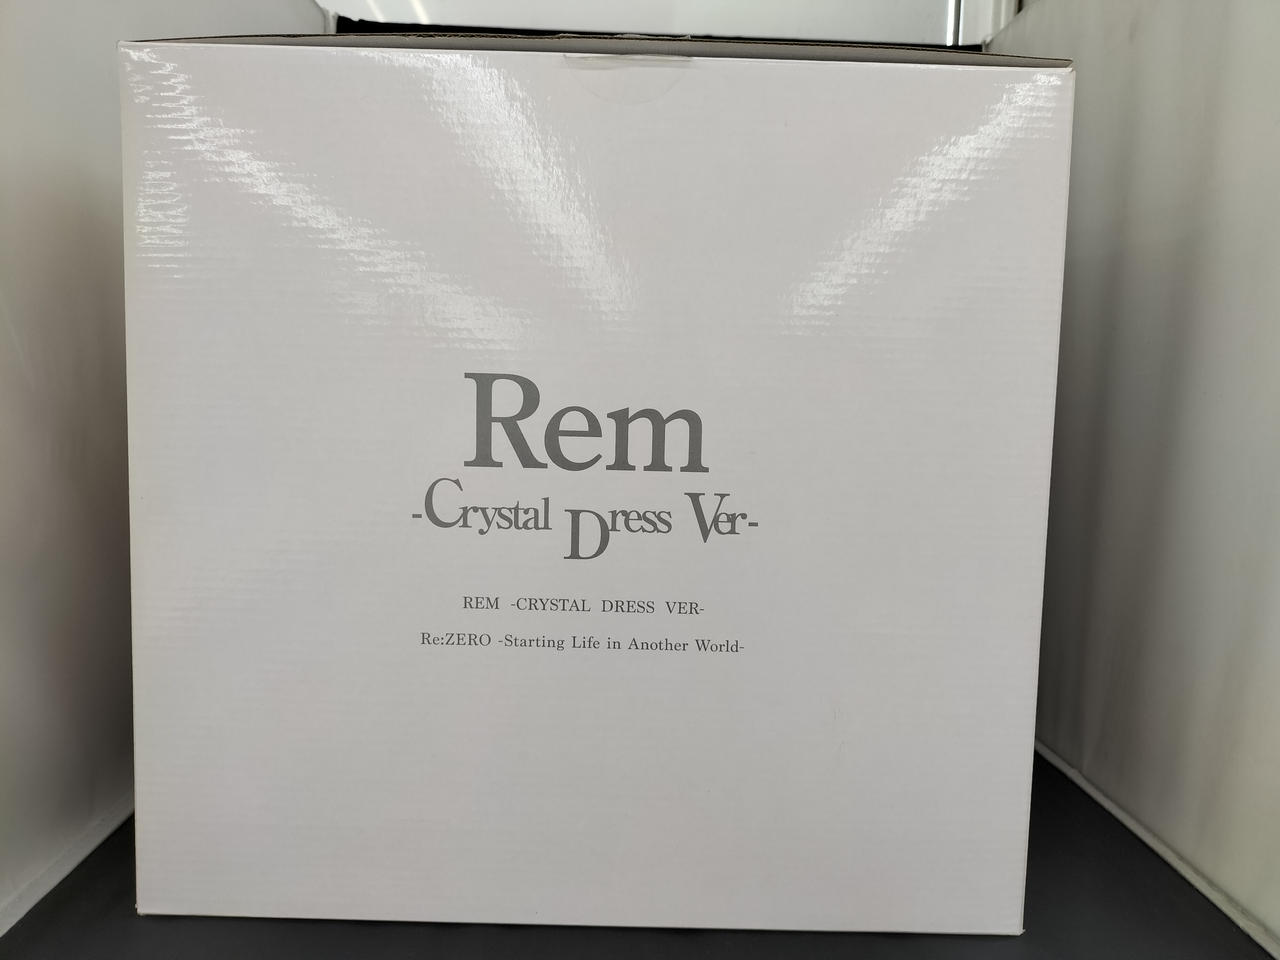 Rem
-Crystal Dress Ver-
REM -CRYSTAL DRESS VER-
Re:ZERO -Starting Life in Another World-